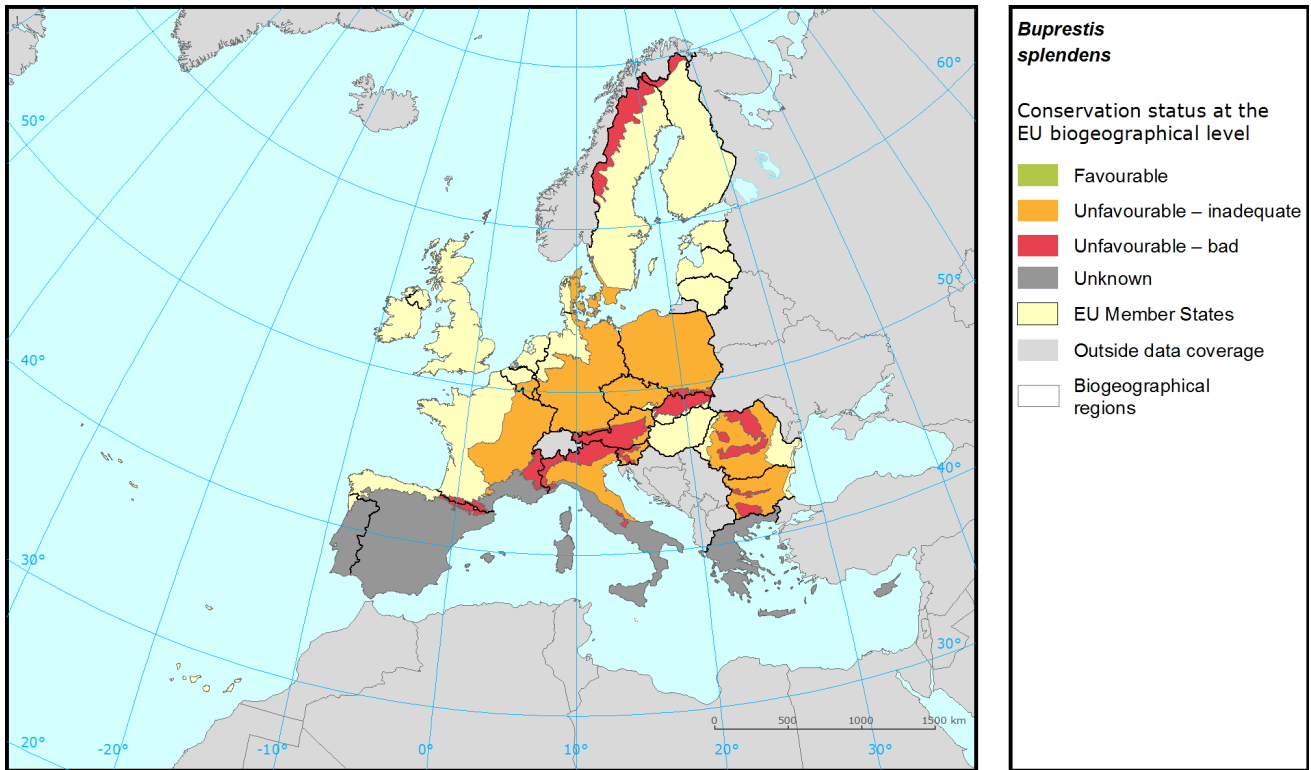 Buprestis
splendens
Conservation status at the
EU biogeographical level
Favourable
Unfavourable – inadequate
Unfavourable – bad
Unknown
EU Member States
Outside data coverage
Biogeographical
regions
60°
50°
50°
40°
40°
30°
30°
0 500 1000 1500 km
20° -20° -10° 0° 10° 20° 30°